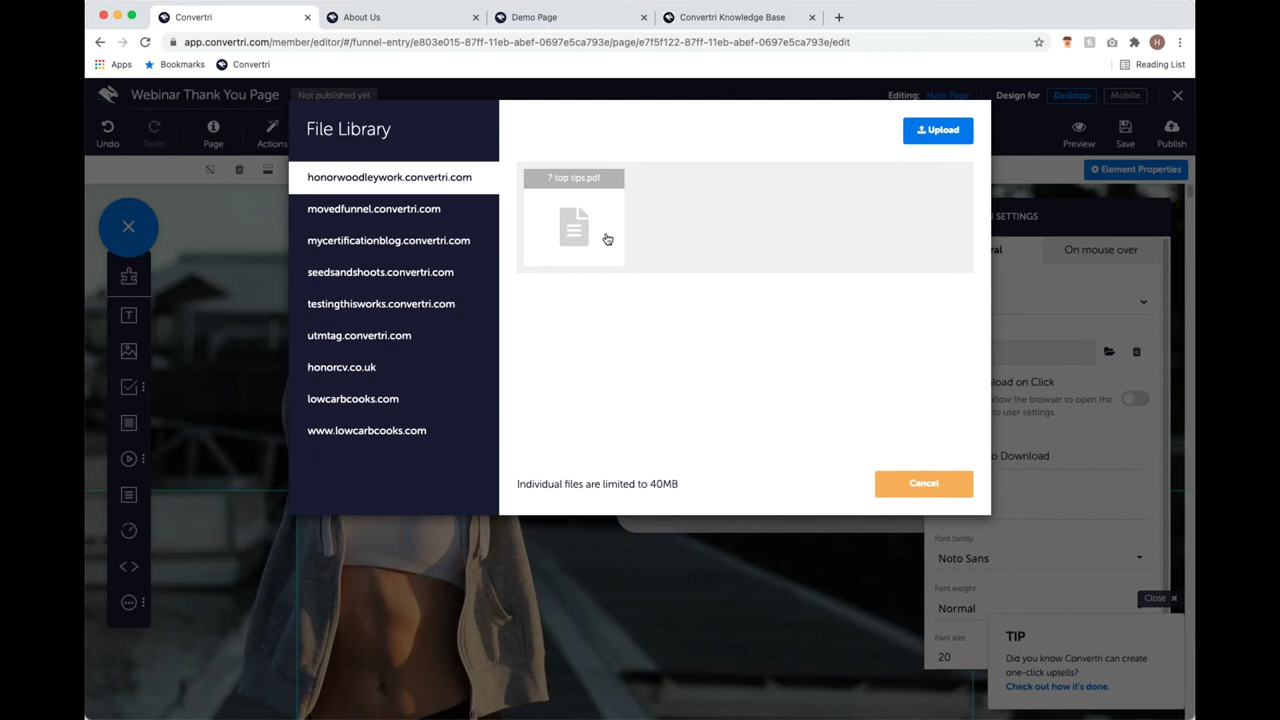 Convertri
About Us
Demo Page
Convertri Knowledge Base
app.convertri.com/member/editor/#/funnel-entry/e803e015-87ff-11eb-abef-0697e5ca793e/page/e7f5f122-87ff-11eb-abef-0697e5ca793e/edit
Apps
Bookmarks
Convertri
Reading List
Webinar Thank You Page
Not published yet
Editing: Main Page
Design for
Desktop
Mobile
Undo
Redo
Page
Actions
Preview
Save
Publish
Element Properties
File Library
Upload
honorwoodleywork.convertri.com
movedfunnel.convertri.com
mycertificationblog.convertri.com
seedsandshoots.convertri.com
testingthisworks.convertri.com
utmtag.convertri.com
honorcv.co.uk
lowcarbcooks.com
www.lowcarbcooks.com
7 top tips.pdf
Individual files are limited to 40MB
Cancel
SETTINGS
On mouse over
on Click
allow the browser to open the
to user settings.
o Download
Font family
Noto Sans
Font weight
Normal
Font size
20
Close
TIP
Did you know Convertri can create
one-click upsells?
Check out how it's done.